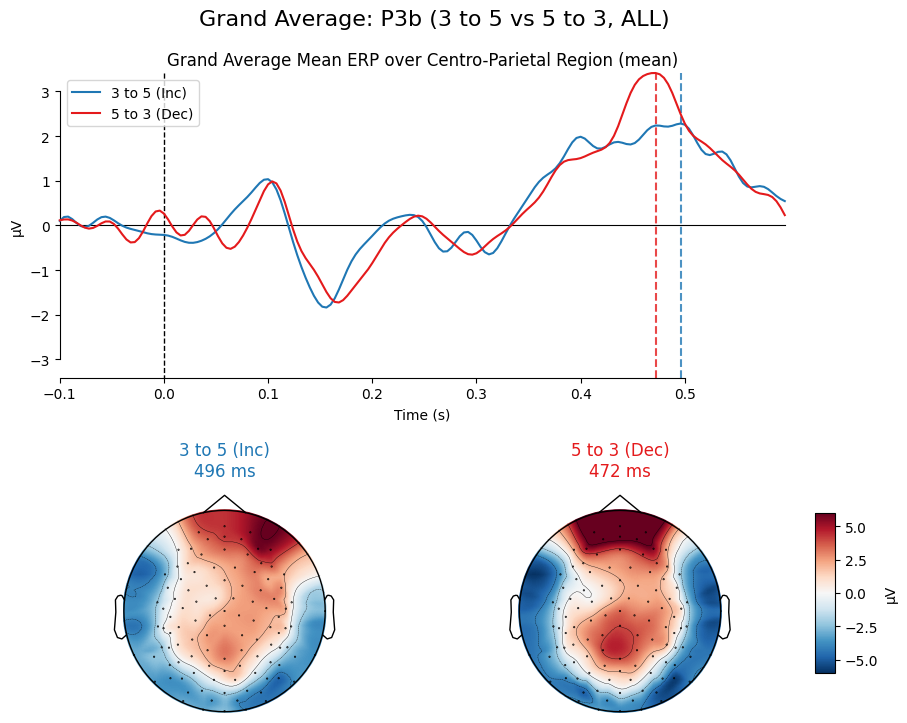 Grand Average: P3b (3 to 5 vs 5 to 3, ALL)
Grand Average Mean ERP over Centro-Parietal Region (mean)
3 to 5 (Inc)
5 to 3 (Dec)
µV
3
2
1
0
−1
−2
−3
−0.1 0.0 0.1 0.2 0.3 0.4 0.5
Time (s)
3 to 5 (Inc)
496 ms
5 to 3 (Dec)
472 ms
5.0
2.5
0.0
−2.5
−5.0
µV